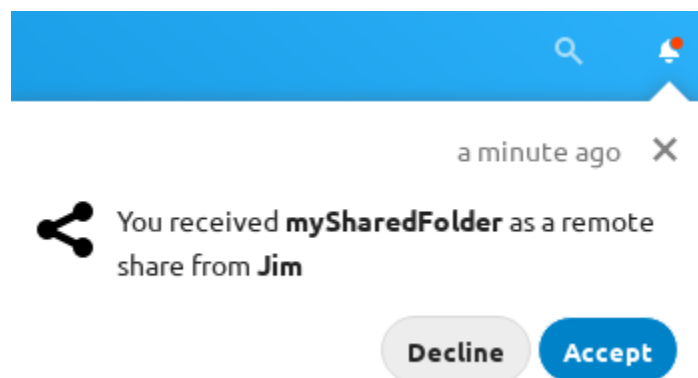 a minute ago
You received mySharedFolder as a remote
share from Jim
Decline
Accept